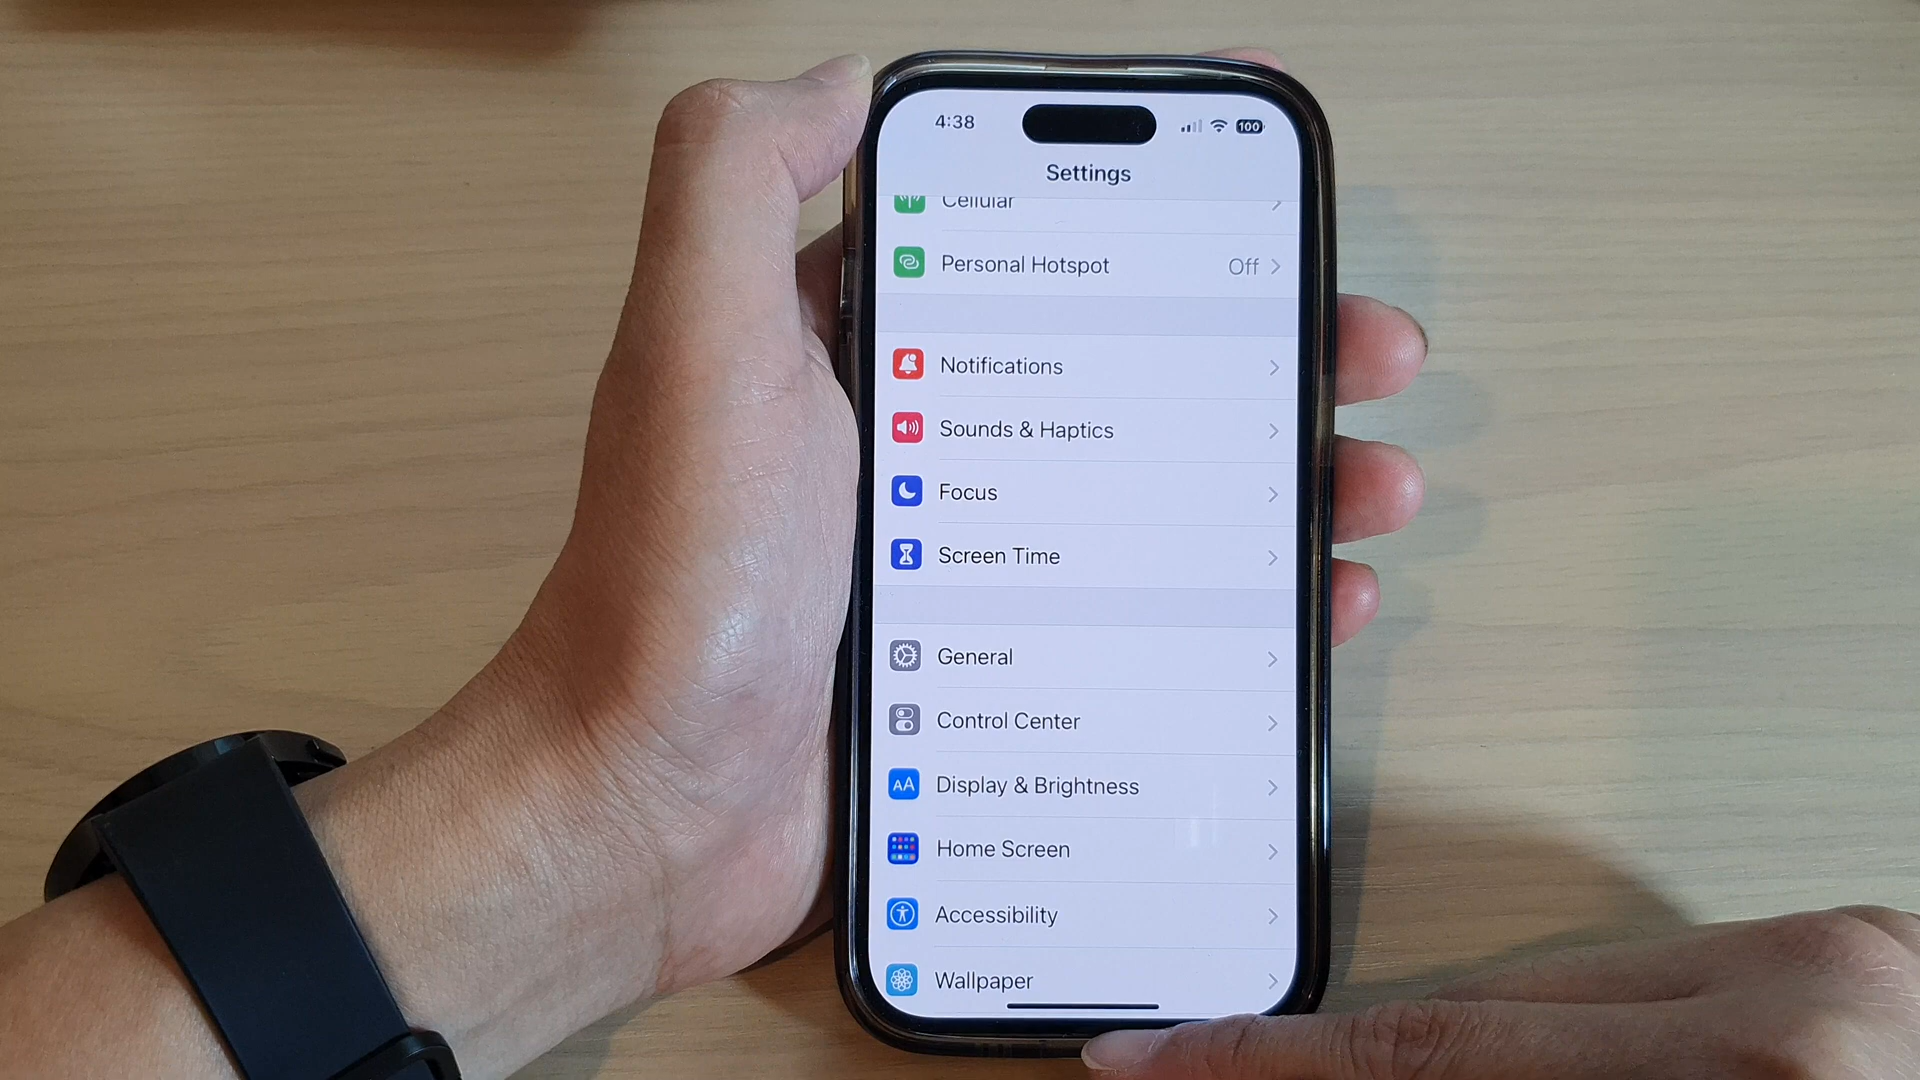 4:38
100
Settings
Cellular
Personal Hotspot Off
Notifications
Sounds & Haptics
Focus
Screen Time
General
Control Center
AA Display & Brightness
Home Screen
Accessibility
Wallpaper